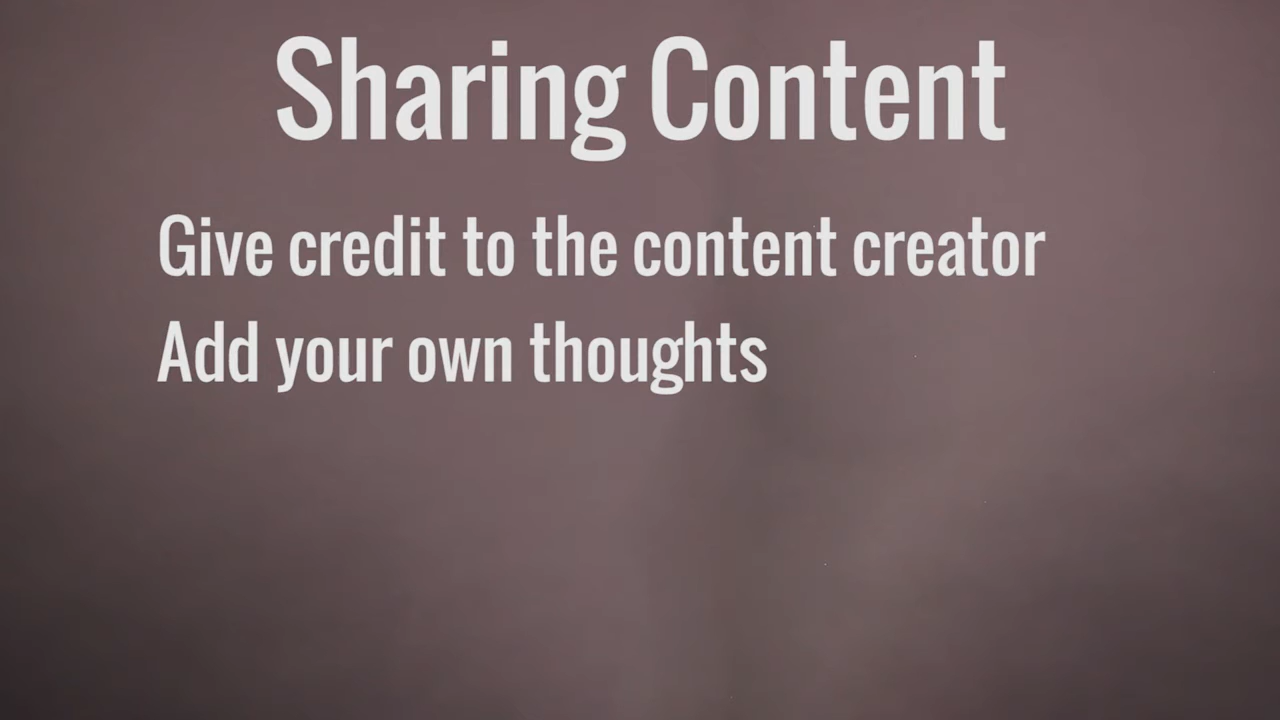 Sharing Content
Give credit to the content creator
Add your own thoughts